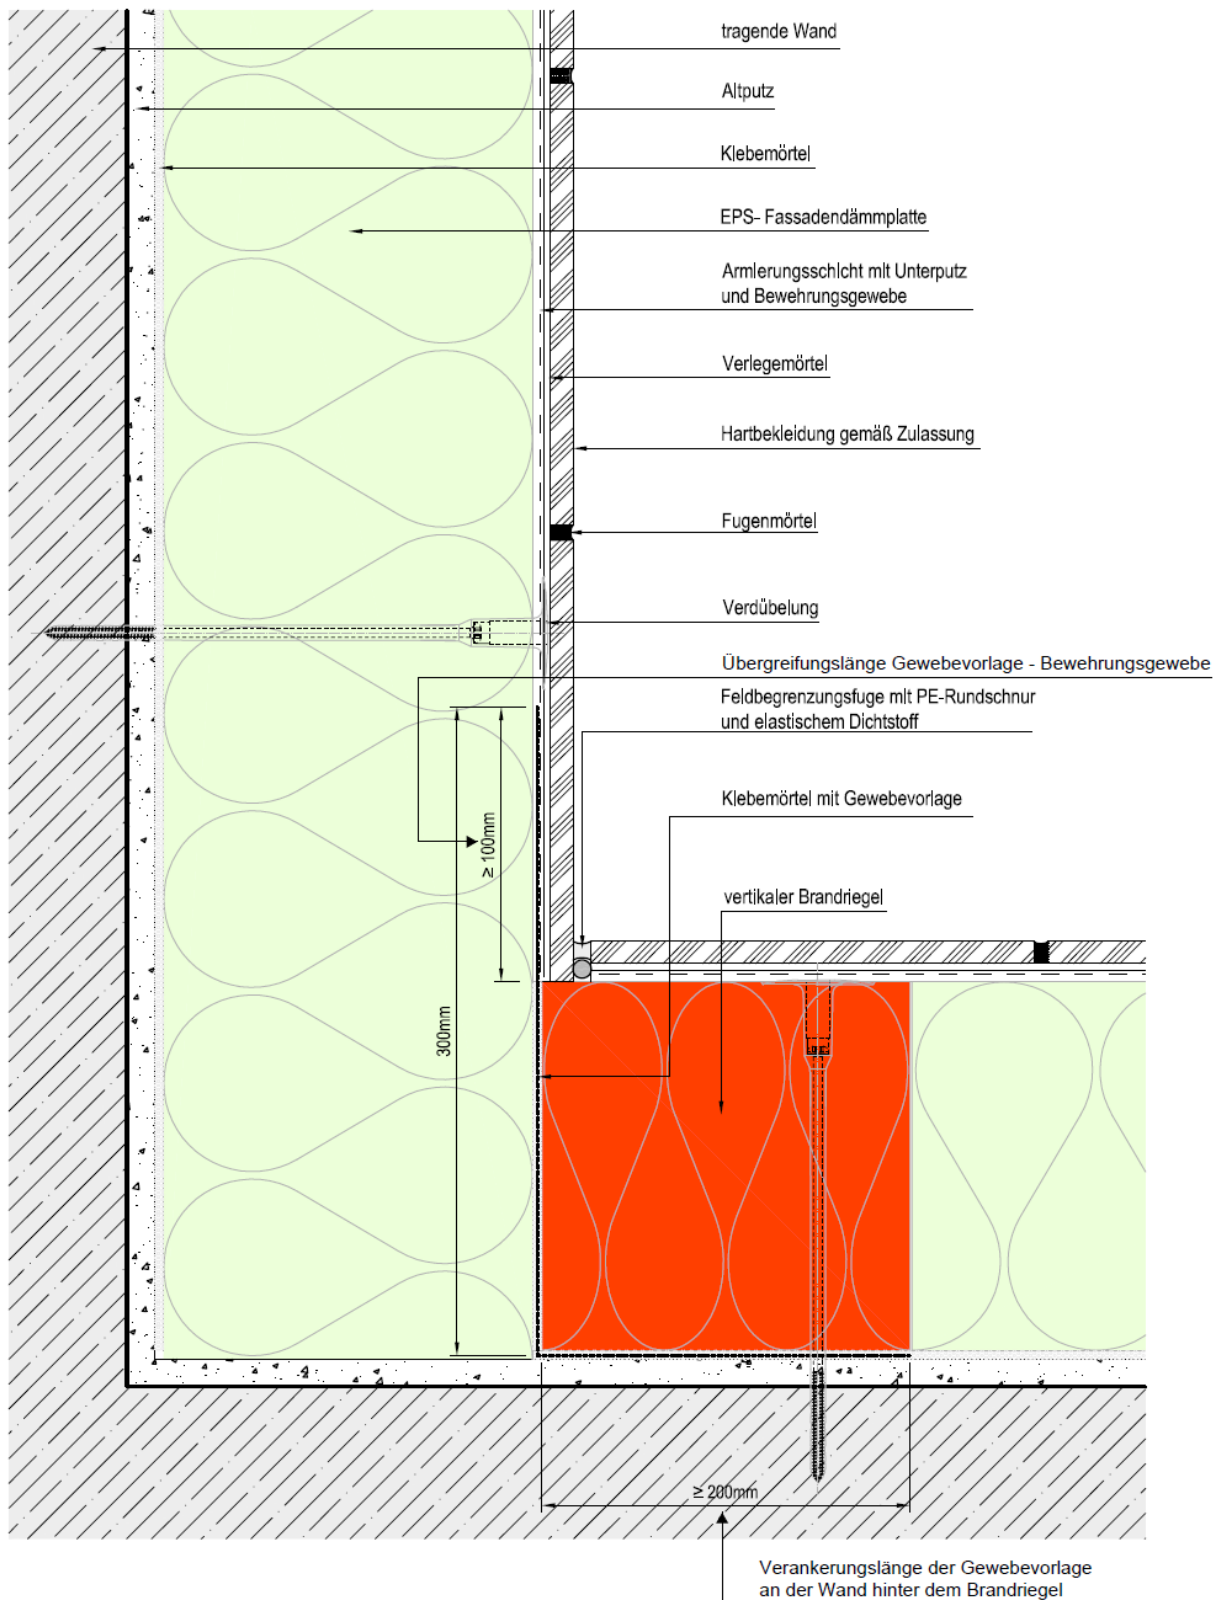 tragende Wand
Altputz
Klebemörtel
EPS- Fassadendämmplatte
Armierungsschicht mit Unterputz
und Bewehrungsgewebe
Verlegemörtel
Hartbekleidung gemäß Zulassung
Fugenmörtel
Verdübelung
Übergreifungslänge Gewebevorlage - Bewehrungsgewebe
Feldbegrenzungsfuge mit PE-Rundschnur
und elastischem Dichtstoff
Klebemörtel mit Gewebevorlage
≥ 100mm
vertikaler Brandriegel
300mm
≥ 200mm
Verankerungslänge der Gewebevorlage
an der Wand hinter dem Brandriegel